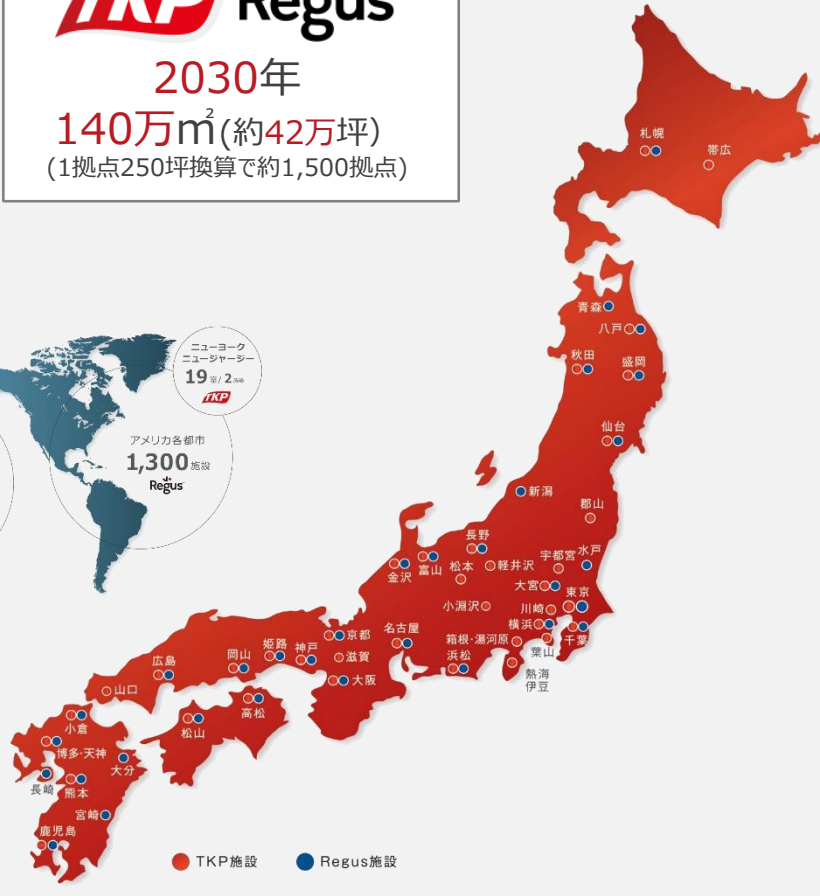 TKP Regus
2030年
140万㎡(約42万坪)
(1拠点250坪換算で約1,500拠点)
ニューヨーク
ニュージャージー
19室/2施設
TKP
アメリカ各都市
1,300施設
Regus
札幌
帯広
青森
八戸
秋田
盛岡
仙台
新潟
郡山
長野
宇都宮
水戸
金沢
富山
松本
軽井沢
大宮
東京
小淵沢
川崎
横浜
千葉
名古屋
箱根・湯河原
葉山
浜松
熱海
伊豆
京都
滋賀
大阪
神戸
姫路
岡山
広島
山口
高松
松山
小倉
博多・天神
大分
長崎
熊本
宮崎
鹿児島
TKP施設
Regus施設